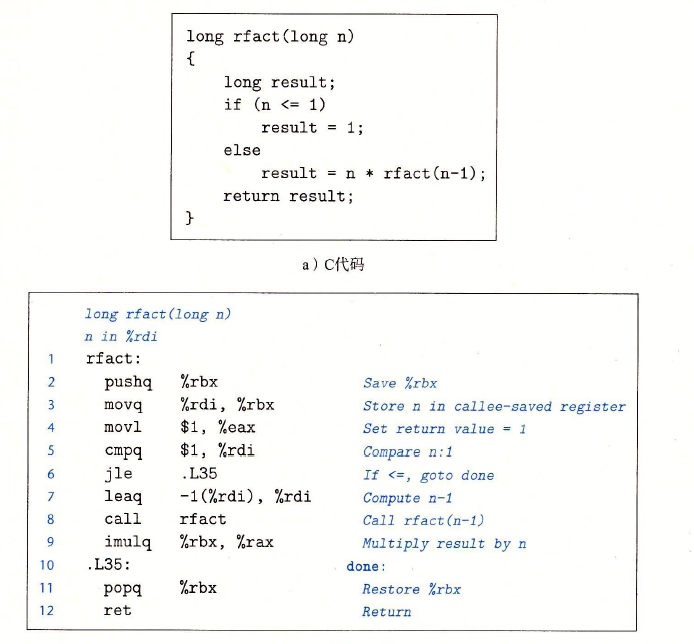 long rfact(long n)
{
    long result;
    if (n <= 1)
        result = 1;
    else
        result = n * rfact(n-1);
    return result;
}
a）C代码
long rfact(long n)
n in %rdi
1 rfact:
2 pushq %rbx Save %rbx
3 movq %rdi, %rbx Store n in callee-saved register
4 movl $1, %eax Set return value = 1
5 cmpq $1, %rdi Compare n:1
6 jle .L35 If <=, goto done
7 leaq -1(%rdi), %rdi Compute n-1
8 call rfact Call rfact(n-1)
9 imulq %rbx, %rax Multiply result by n
10 .L35: done:
11 popq %rbx Restore %rbx
12 ret Return